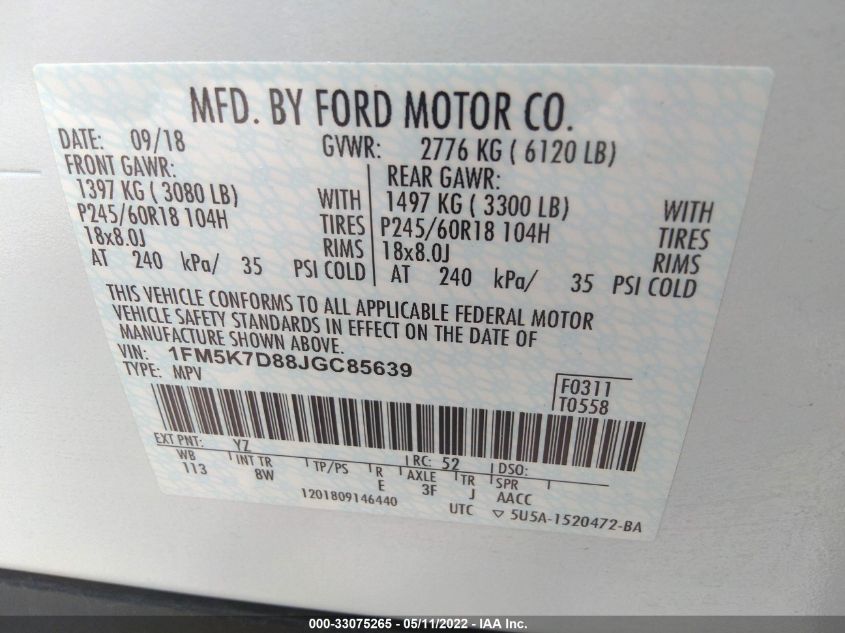 MFD. BY FORD MOTOR CO.
DATE: 09/18 GVWR: 2776 KG ( 6120 LB)
FRONT GAWR: REAR GAWR:
1397 KG ( 3080 LB) WITH 1497 KG ( 3300 LB) WITH
P245/60R18 104H TIRES P245/60R18 104H TIRES
18x8.0J RIMS 18x8.0J RIMS
AT 240 kPa/ 35 PSI COLD AT 240 kPa/ 35 PSI COLD
THIS VEHICLE CONFORMS TO ALL APPLICABLE FEDERAL MOTOR
VEHICLE SAFETY STANDARDS IN EFFECT ON THE DATE OF
MANUFACTURE SHOWN ABOVE.
VIN: 1FM5K7D88JGC85639
TYPE: MPV
F0311
T0558
EXT PNT: YZ RC: 52 DSO:
WB INT TR TP/PS R AXLE TR SPR
113 8W E 3F J AACC
1201809146440 UTC ▽ 5U5A-1520472-BA
000-33075265 - 05/11/2022 - IAA Inc.